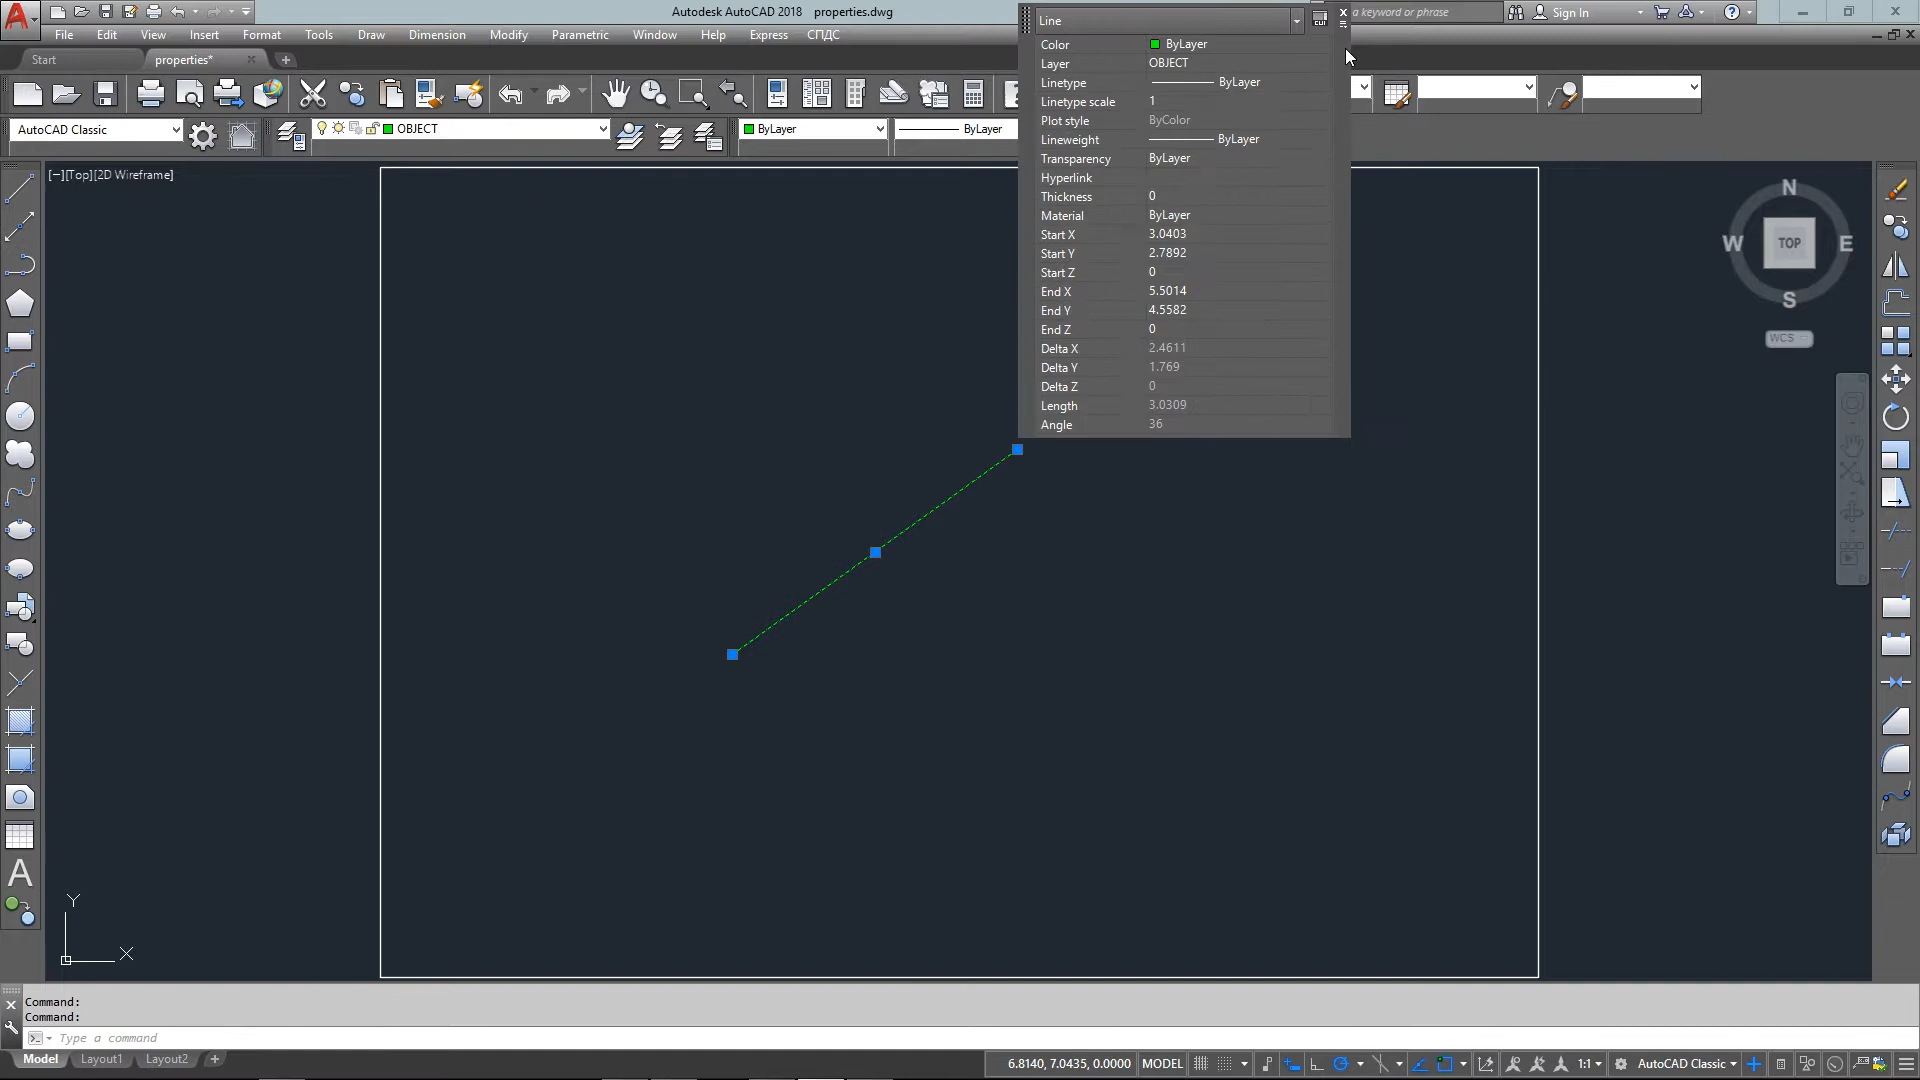 Autodesk AutoCAD 2018 properties.dwg
a keyword or phrase
Sign In
File Edit View Insert Format Tools Draw Dimension Modify Parametric Window Help Express СПДС
Start
properties*
AutoCAD Classic
OBJECT
ByLayer
ByLayer
[−][Top][2D Wireframe]
Line
Color ByLayer
Layer OBJECT
Linetype ByLayer
Linetype scale 1
Plot style ByColor
Lineweight ByLayer
Transparency ByLayer
Hyperlink
Thickness 0
Material ByLayer
Start X 3.0403
Start Y 2.7892
Start Z 0
End X 5.5014
End Y 4.5582
End Z 0
Delta X 2.4611
Delta Y 1.769
Delta Z 0
Length 3.0309
Angle 36
N
W TOP E
S
WCS
A
Y
X
Command:
Command:
Type a command
Model Layout1 Layout2 +
6.8140, 7.0435, 0.0000 MODEL 1:1 AutoCAD Classic